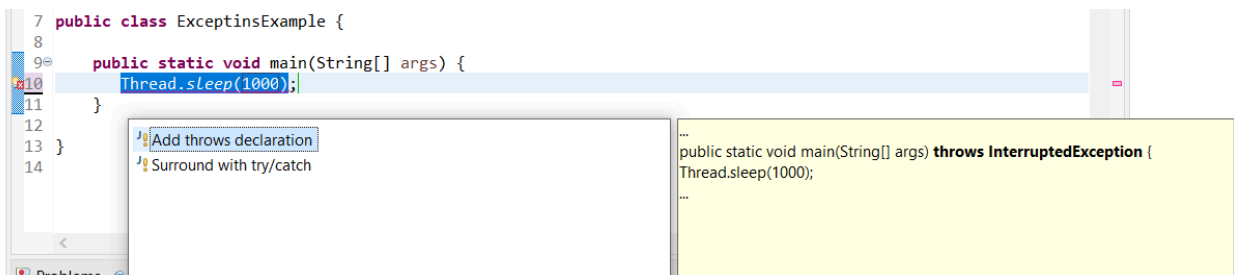 7 public class ExceptinsExample {
8
9 public static void main(String[] args) {
10 Thread.sleep(1000);
11 }
12
13 }
14
Add throws declaration
Surround with try/catch
...
public static void main(String[] args) throws InterruptedException {
Thread.sleep(1000);
...
Problems